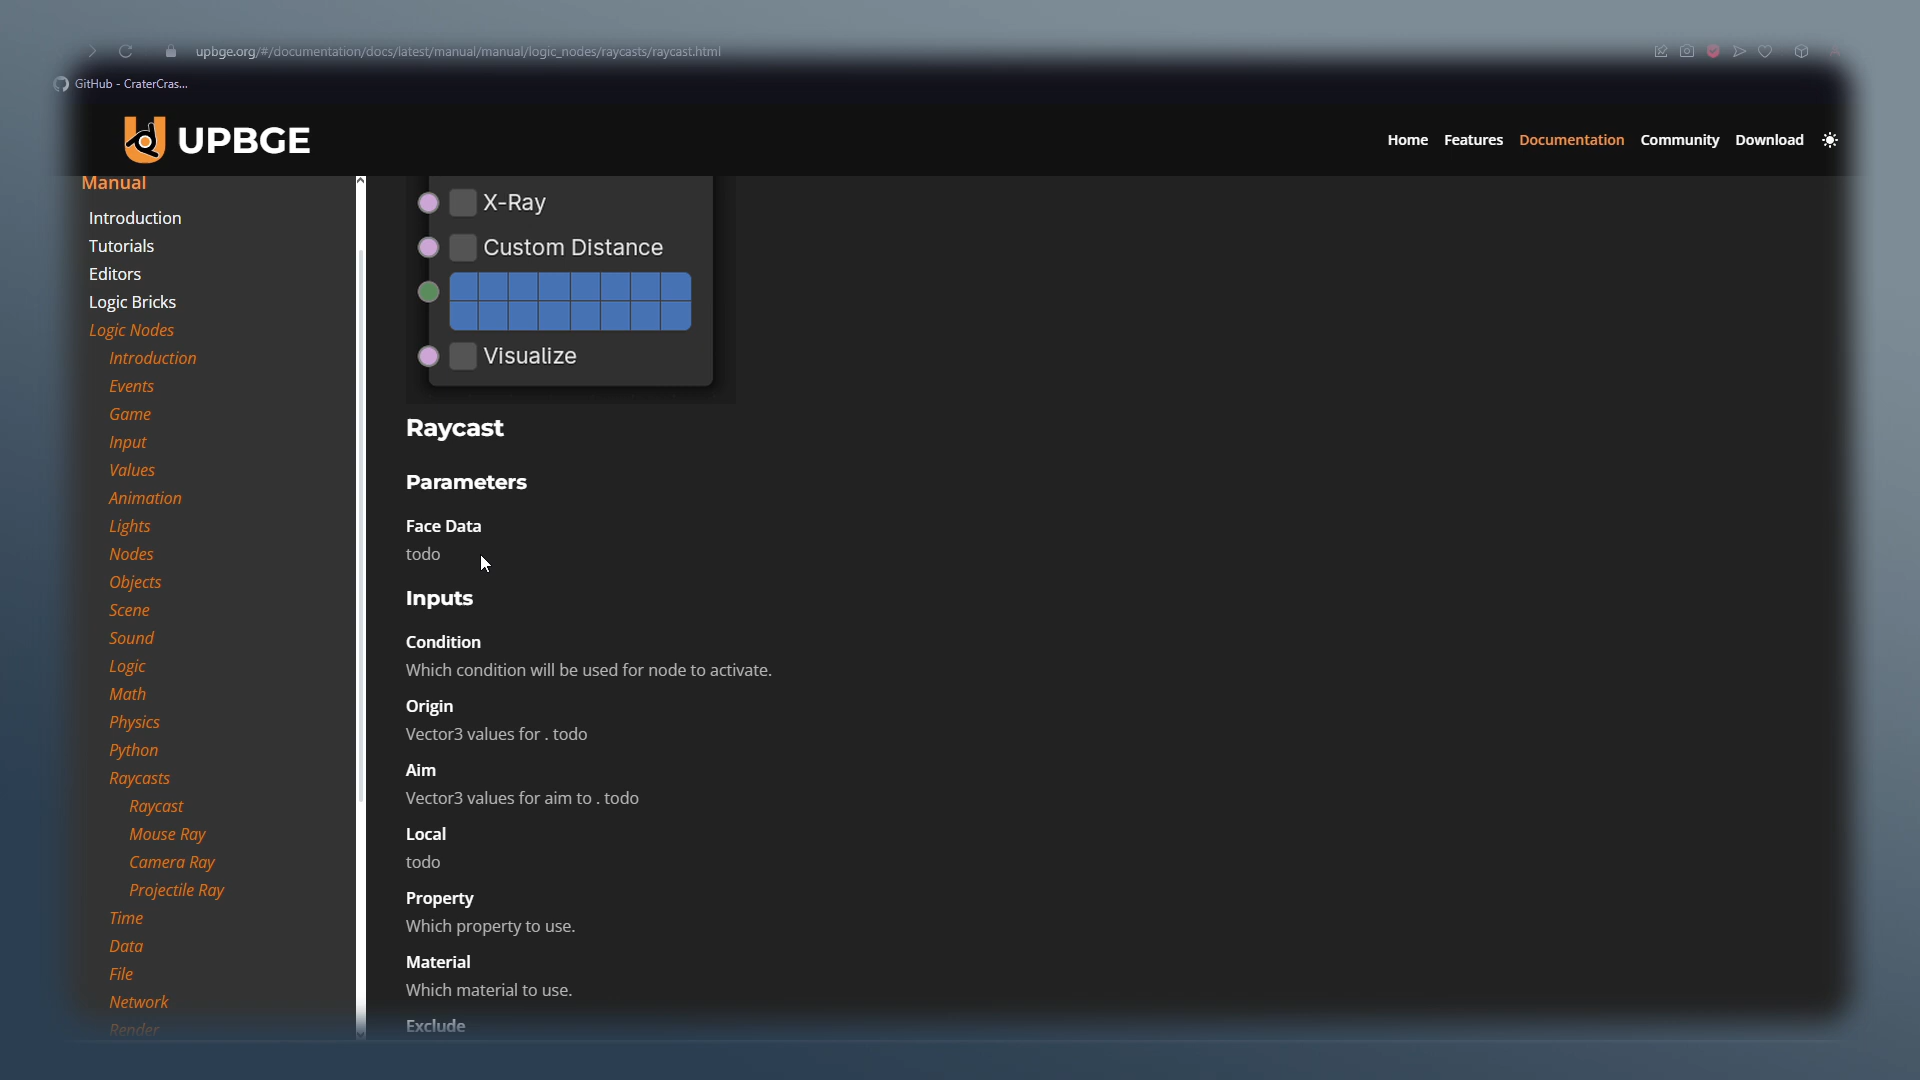 upbge.org/#/documentation/docs/latest/manual/manual/logic_nodes/raycasts/raycast.html
GitHub - CraterCras...
UPBGE
Home
Features
Documentation
Community
Download
Manual
Introduction
Tutorials
Editors
Logic Bricks
Logic Nodes
Introduction
Events
Game
Input
Values
Animation
Lights
Nodes
Objects
Scene
Sound
Logic
Math
Physics
Python
Raycasts
Raycast
Mouse Ray
Camera Ray
Projectile Ray
Time
Data
File
Network
Render
X-Ray
Custom Distance
Visualize
Raycast
Parameters
Face Data
todo
Inputs
Condition
Which condition will be used for node to activate.
Origin
Vector3 values for . todo
Aim
Vector3 values for aim to . todo
Local
todo
Property
Which property to use.
Material
Which material to use.
Exclude